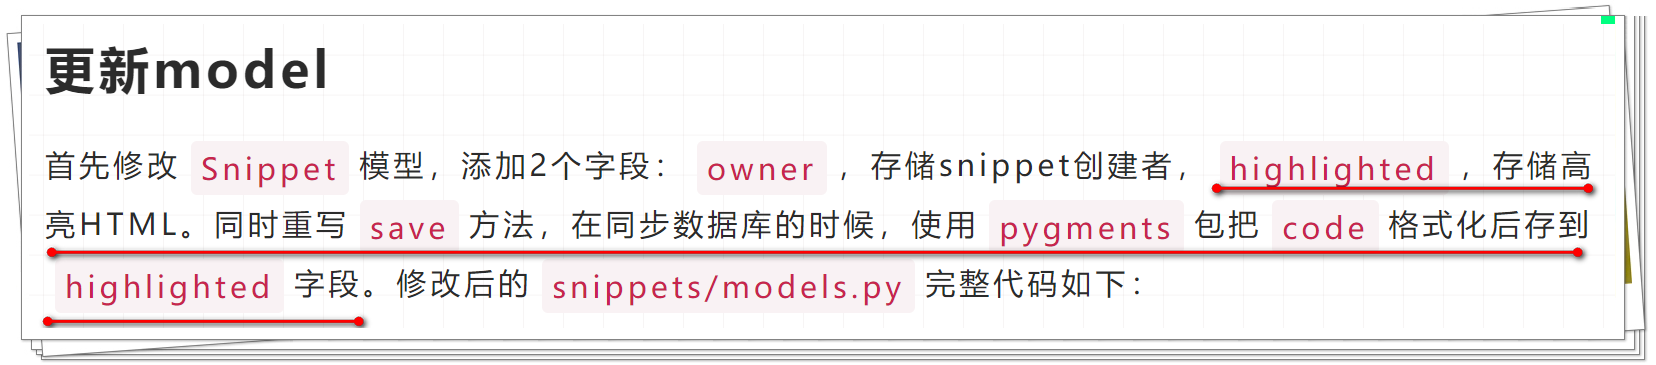 更新model
首先修改 Snippet 模型，添加2个字段： owner ，存储snippet创建者， highlighted ，存储高
亮HTML。同时重写 save 方法，在同步数据库的时候，使用 pygments 包把 code 格式化后存到
highlighted 字段。修改后的 snippets/models.py 完整代码如下：